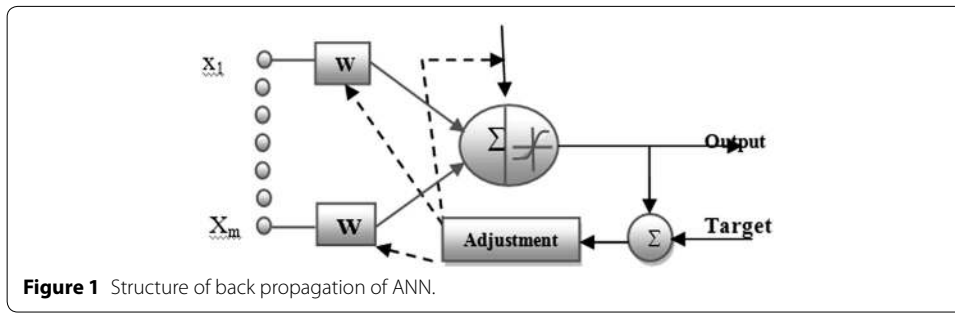 x1
W
Σ
Output
Xm
W
Adjustment
Σ
Target
Figure 1 Structure of back propagation of ANN.